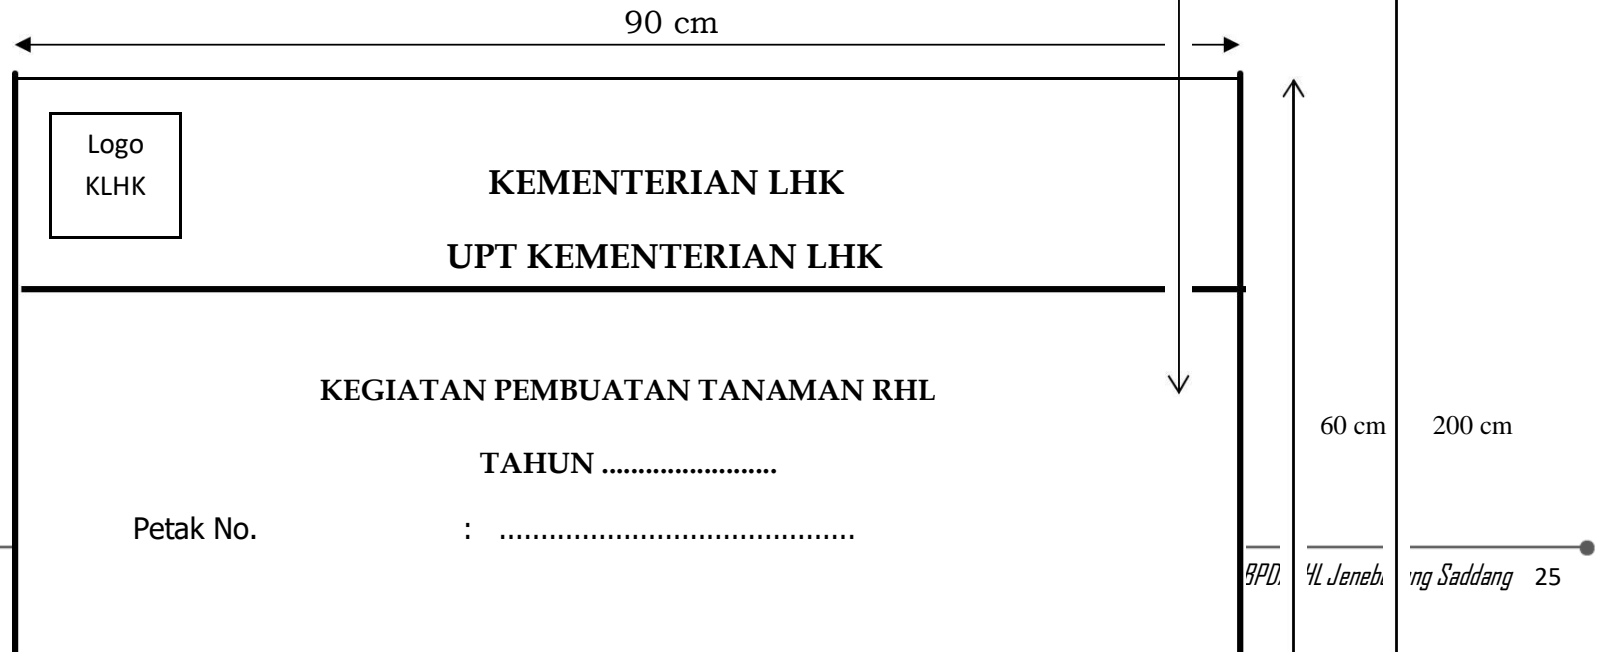 90 cm
Logo
KLHK
KEMENTERIAN LHK
UPT KEMENTERIAN LHK
KEGIATAN PEMBUATAN TANAMAN RHL
TAHUN ........................
60 cm 200 cm
Petak No. : ...........................................
Saddang 25